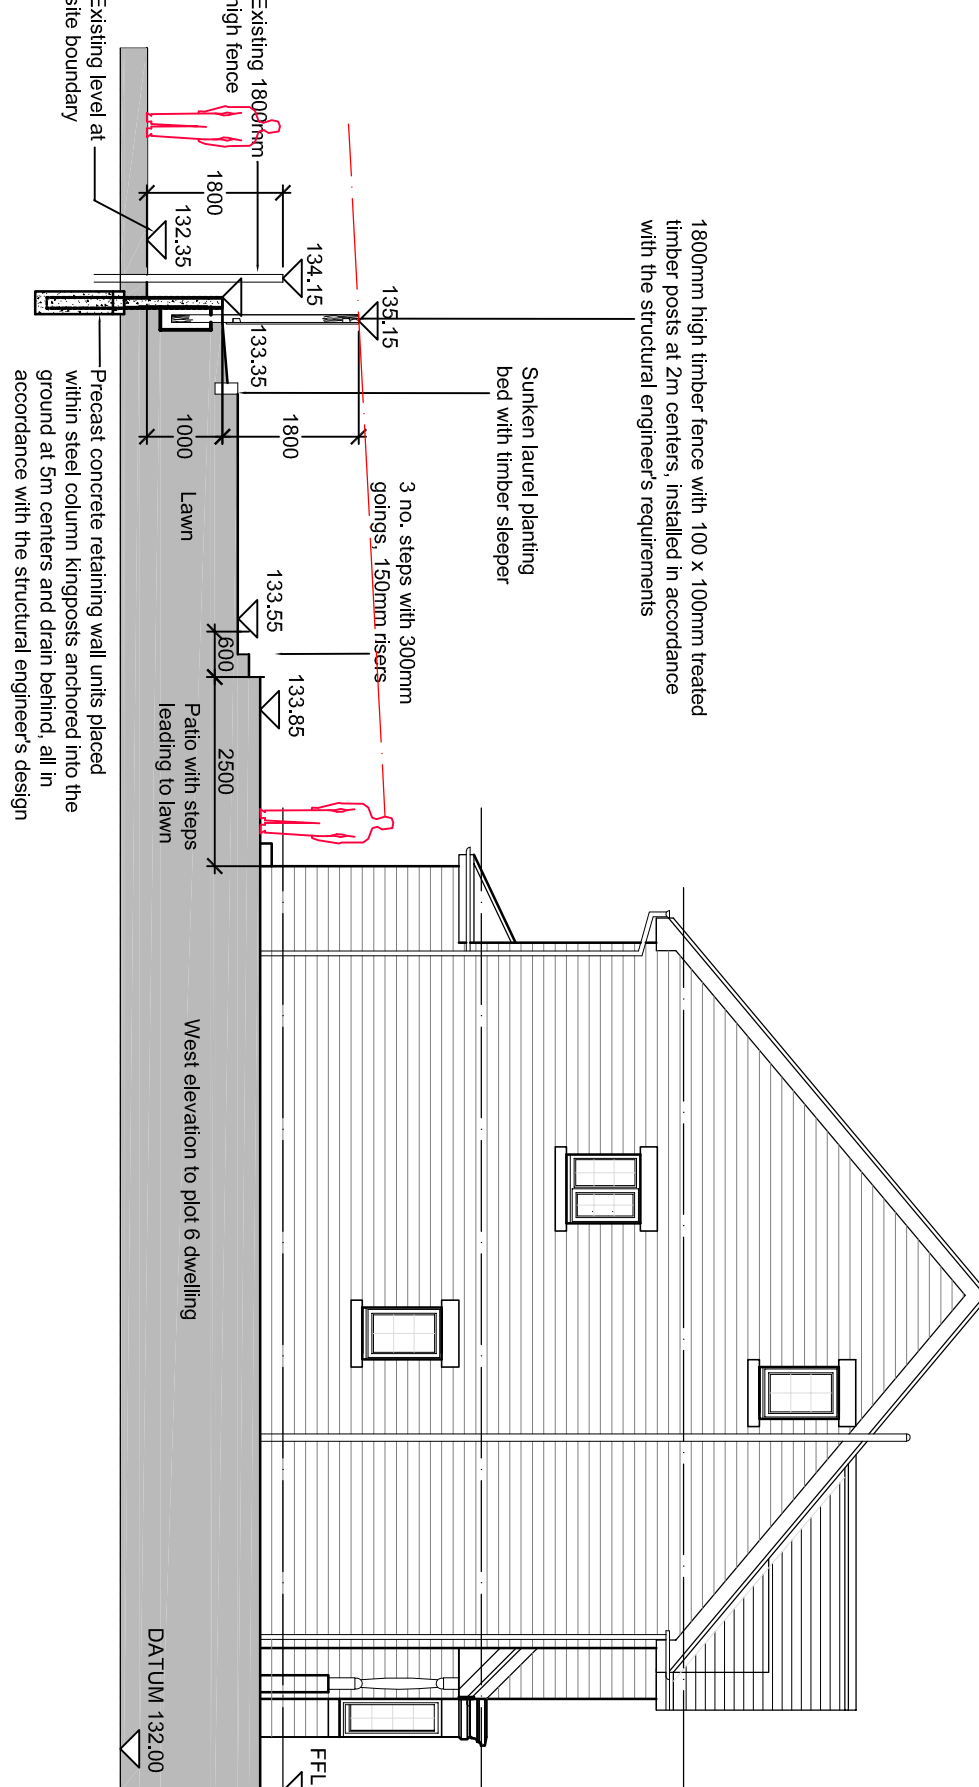 Existing 1800mm
high fence
Existing level at
site boundary
1800
132.35
134.15
135.15
133.35
1800mm high timber fence with 100 x 100mm treated
timber posts at 2m centers, installed in accordance
with the structural engineer's requirements
Sunken laurel planting
bed with timber sleeper
1000
1800
Precast concrete retaining wall units placed
within steel column kingposts anchored into the
ground at 5m centers and drain behind, all in
accordance with the structural engineer's design
Lawn
3 no. steps with 300mm
goings, 150mm risers
133.55
600
133.85
2500
Patio with steps
leading to lawn
West elevation to plot 6 dwelling
DATUM 132.00
FFL